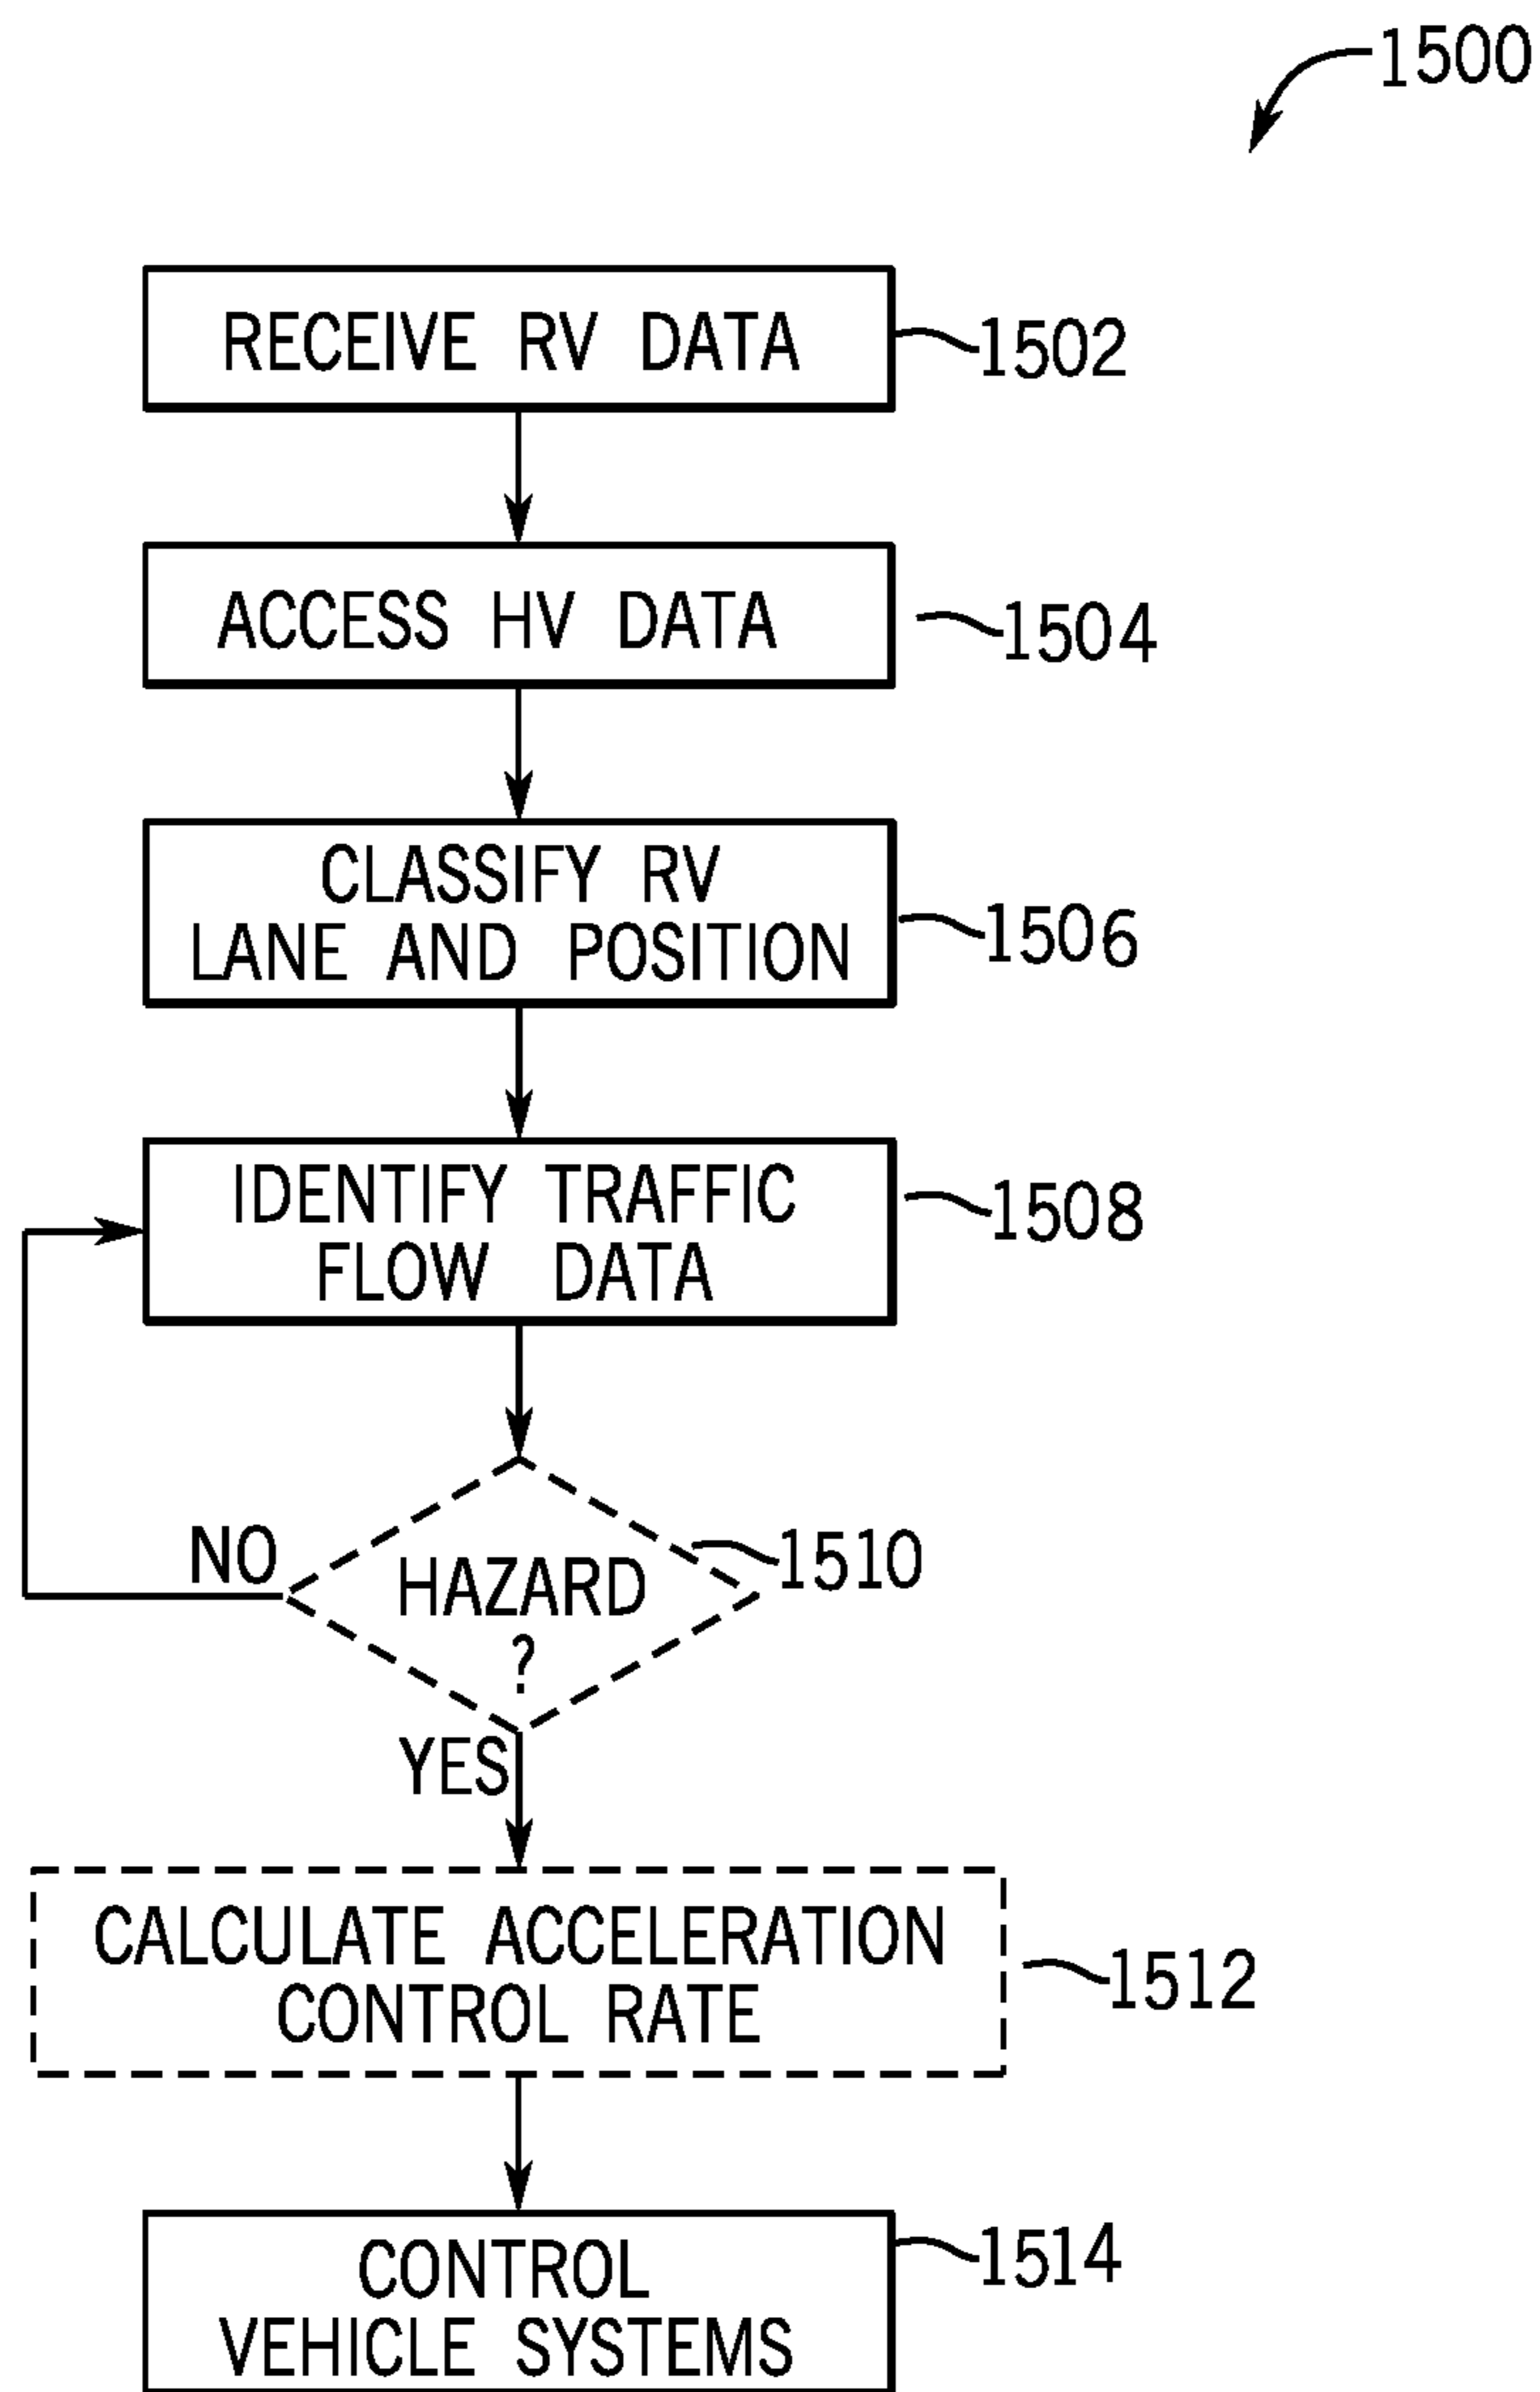 1500
RECEIVE RV DATA
1502
ACCESS HV DATA
1504
CLASSIFY RV
LANE AND POSITION
1506
IDENTIFY TRAFFIC
FLOW DATA
1508
NO
HAZARD
?
1510
YES
CALCULATE ACCELERATION
CONTROL RATE
1512
CONTROL
VEHICLE SYSTEMS
1514